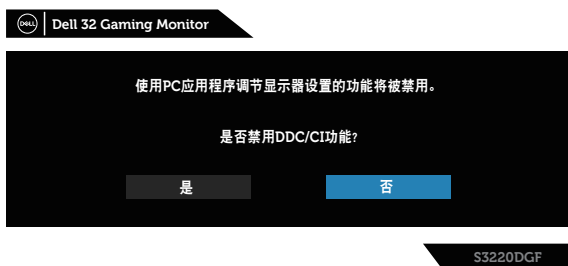 DELL
Dell 32 Gaming Monitor
使用PC应用程序调节显示器设置的功能将被禁用。
是否禁用DDC/CI功能?
是
否
S3220DGF